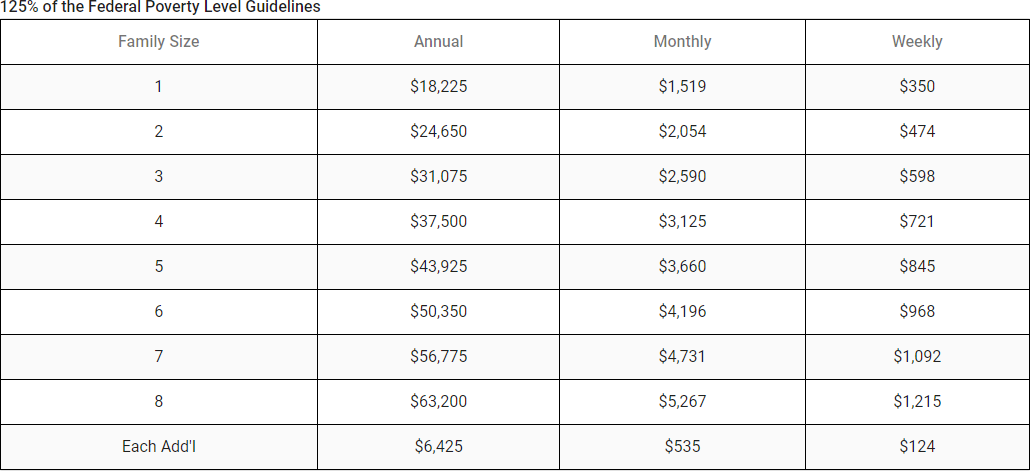 125% of the Federal Poverty Level Guidelines
Family Size Annual Monthly Weekly
1 $18,225 $1,519 $350
2 $24,650 $2,054 $474
3 $31,075 $2,590 $598
4 $37,500 $3,125 $721
5 $43,925 $3,660 $845
6 $50,350 $4,196 $968
7 $56,775 $4,731 $1,092
8 $63,200 $5,267 $1,215
Each Add'l $6,425 $535 $124